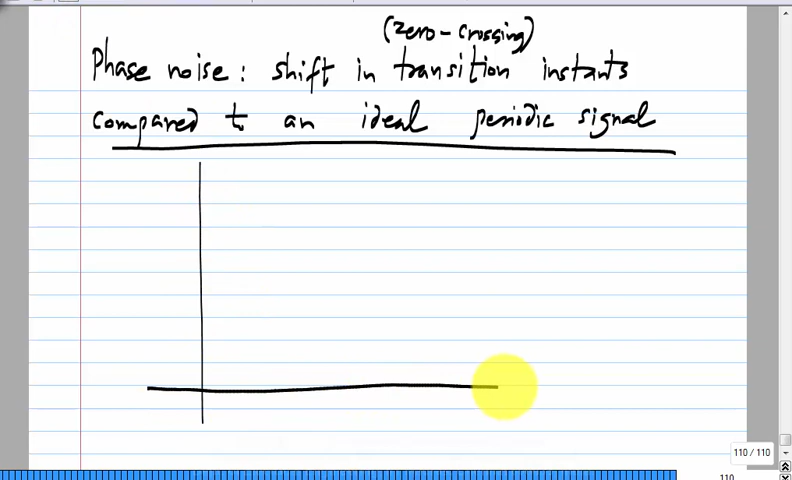 (zero-crossing)
Phase noise: shift in transition instants
compared to an ideal periodic signal
110 / 110
110